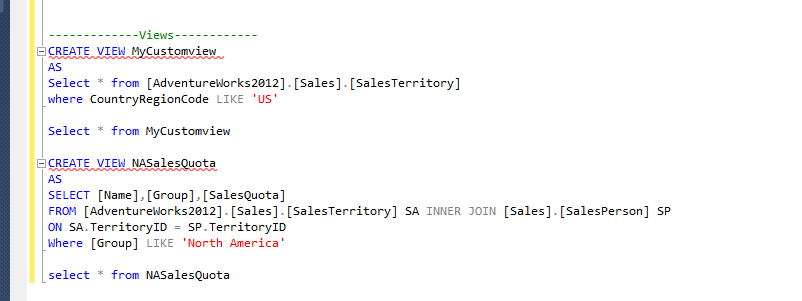 -------------Views------------
CREATE VIEW MyCustomview
AS
Select * from [AdventureWorks2012].[Sales].[SalesTerritory]
where CountryRegionCode LIKE 'US'
Select * from MyCustomview
CREATE VIEW NASalesQuota
AS
SELECT [Name],[Group],[SalesQuota]
FROM [AdventureWorks2012].[Sales].[SalesTerritory] SA INNER JOIN [Sales].[SalesPerson] SP
ON SA.TerritoryID = SP.TerritoryID
Where [Group] LIKE 'North America'
select * from NASalesQuota